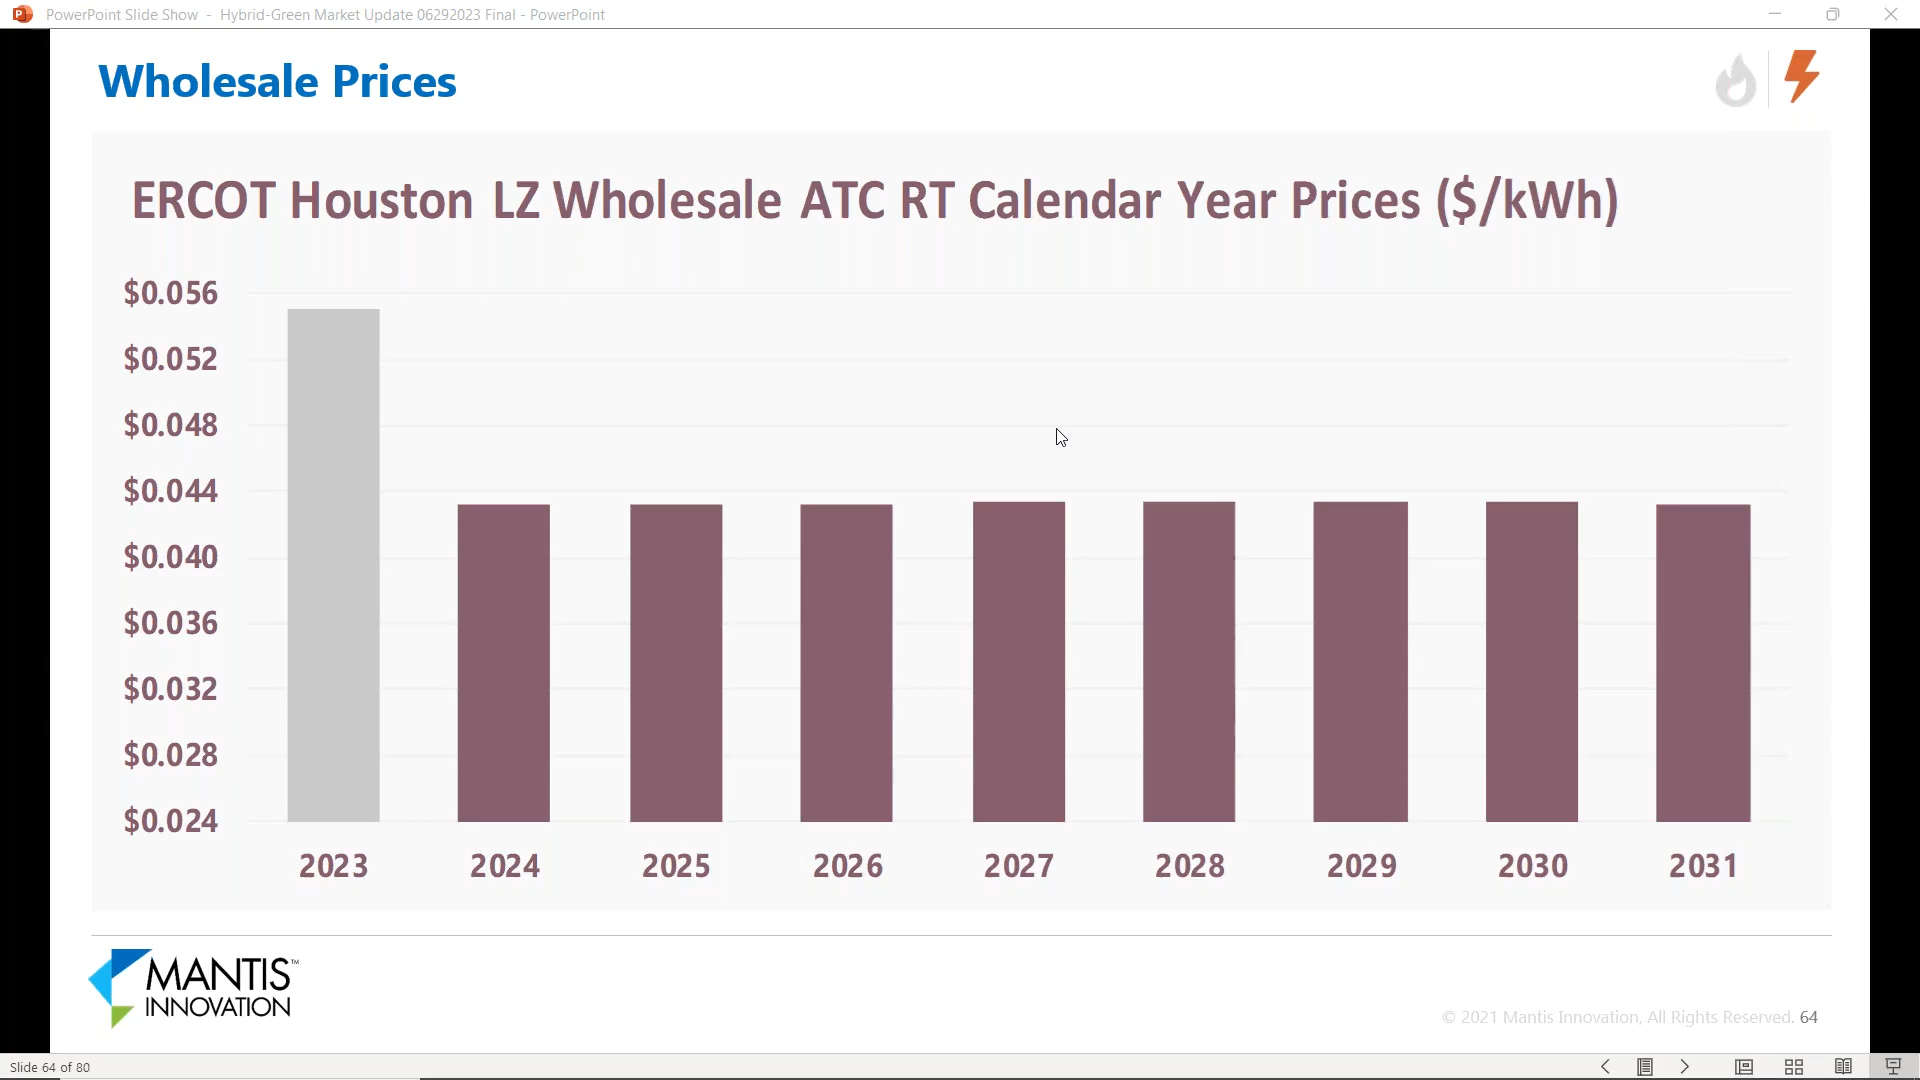 PowerPoint Slide Show - Hybrid-Green Market Update 06292023 Final - PowerPoint
Wholesale Prices
ERCOT Houston LZ Wholesale ATC RT Calendar Year Prices ($/kWh)
$0.056
$0.052
$0.048
$0.044
$0.040
$0.036
$0.032
$0.028
$0.024
2023 2024 2025 2026 2027 2028 2029 2030 2031
MANTIS™
INNOVATION
© 2021 Mantis Innovation, All Rights Reserved. 64
Slide 64 of 80